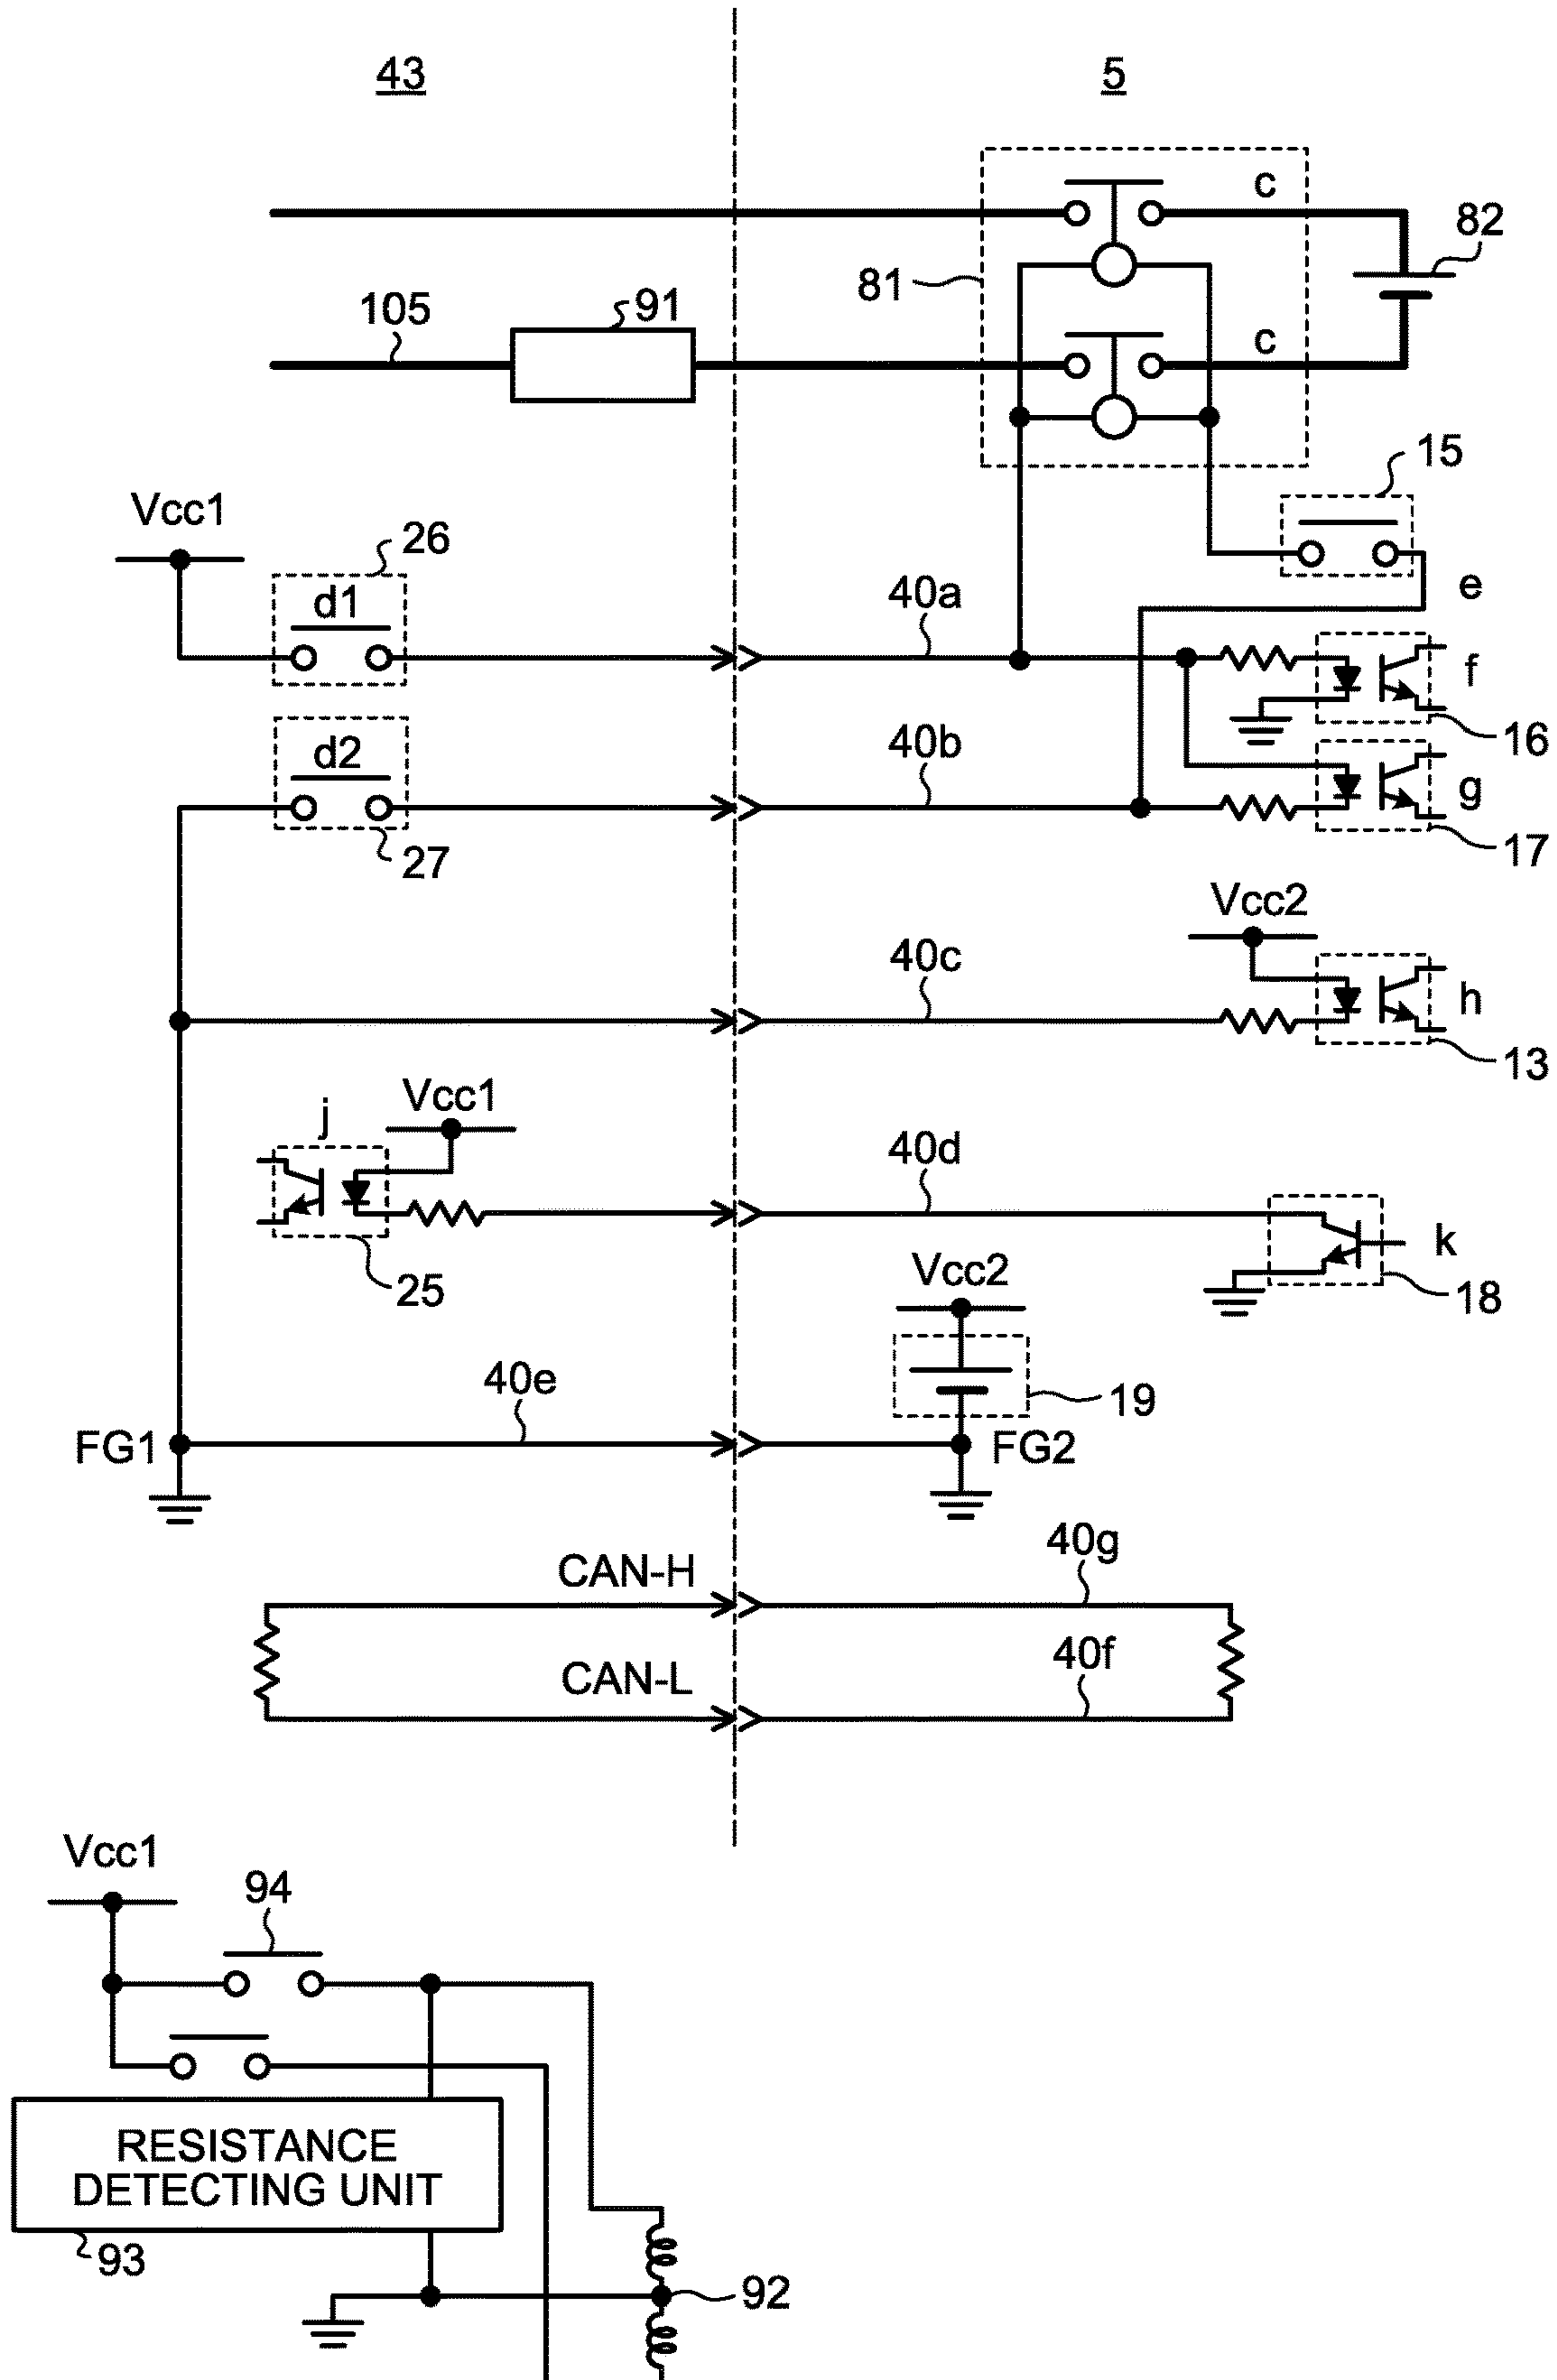 43
5
c
82
81
105
91
c
15
Vcc1
26
d1
40a
e
f
16
d2
40b
g
27
17
Vcc2
40c
h
13
j
Vcc1
40d
k
25
18
Vcc2
40e
19
FG1
FG2
CAN-H
40g
CAN-L
40f
Vcc1
94
RESISTANCE
DETECTING UNIT
93
92